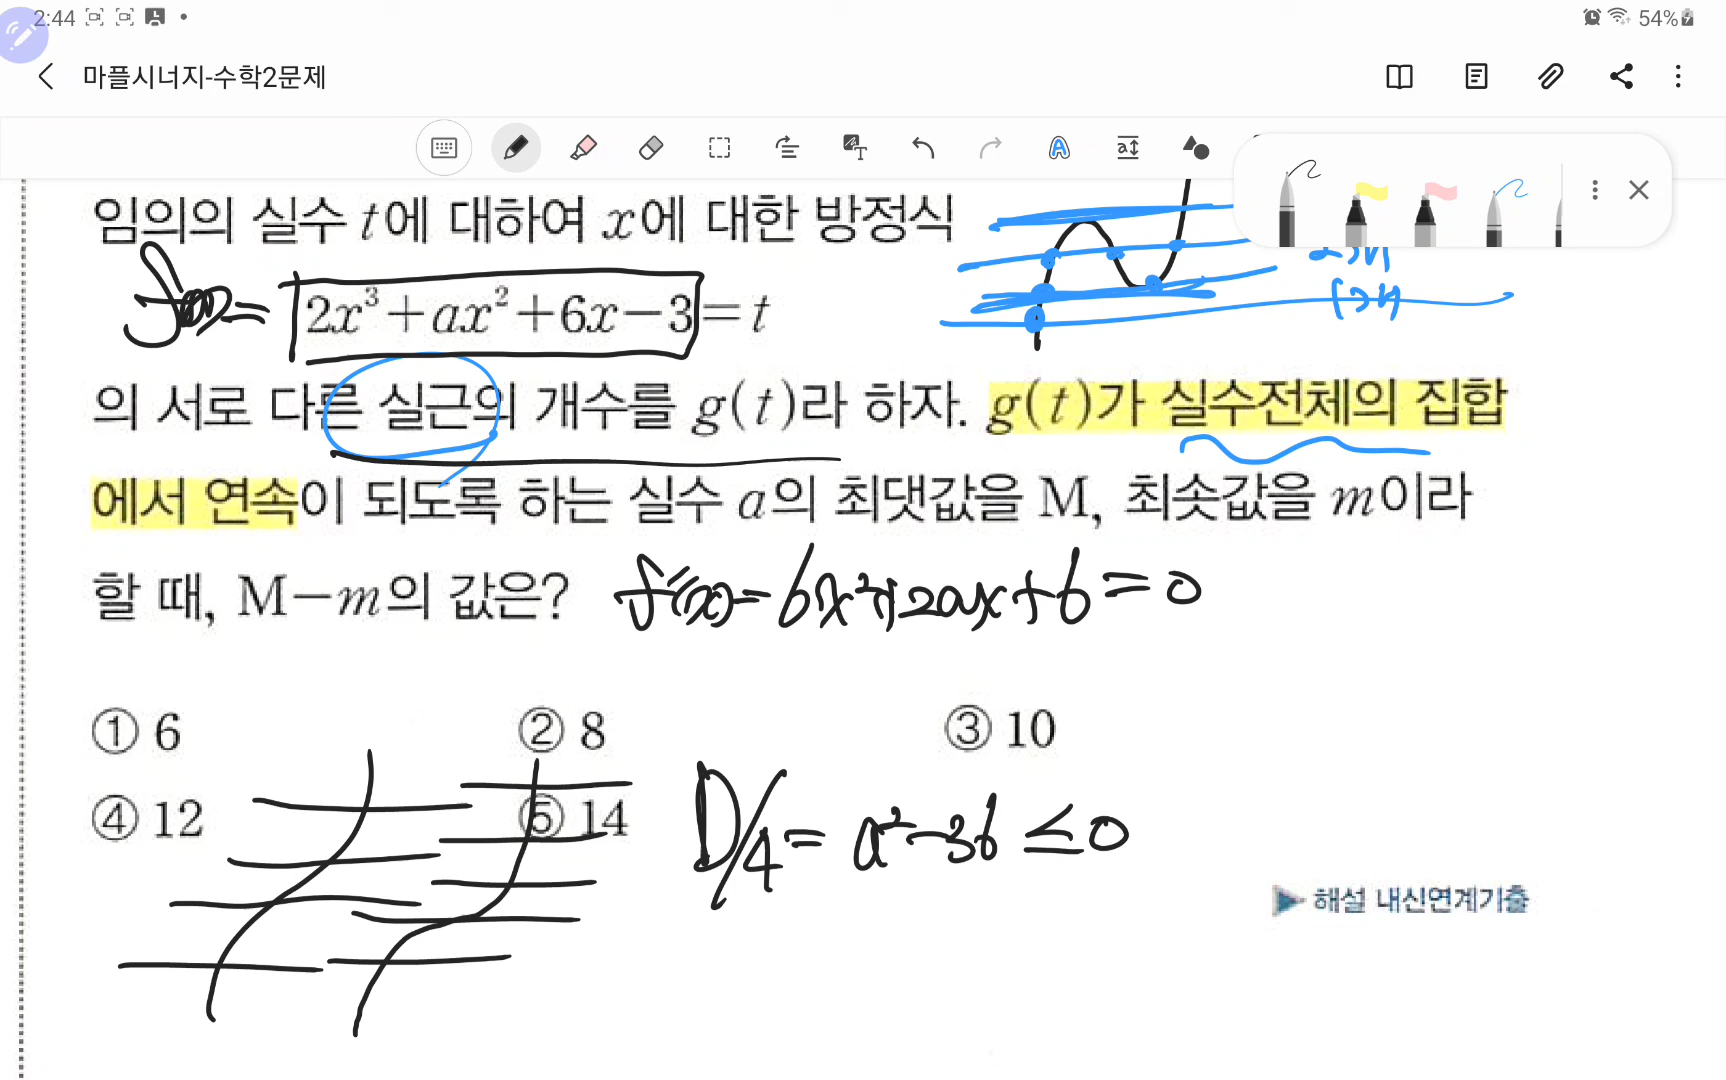 2:44
54%
마플시너지-수학2문제
임의의 실수 t에 대하여 x에 대한 방정식
f(x)= 2x³+ax²+6x−3=t
의 서로 다른 실근의 개수를 g(t)라 하자. g(t)가 실수전체의 집합
에서 연속이 되도록 하는 실수 a의 최댓값을 M, 최솟값을 m이라
할 때, M−m의 값은? f'(x)=6x²+2ax+6=0
① 6 ② 8 ③ 10
④ 12 ⑤ 14
D/4= a²-36 ≤0
▶ 해설 내신연계기출